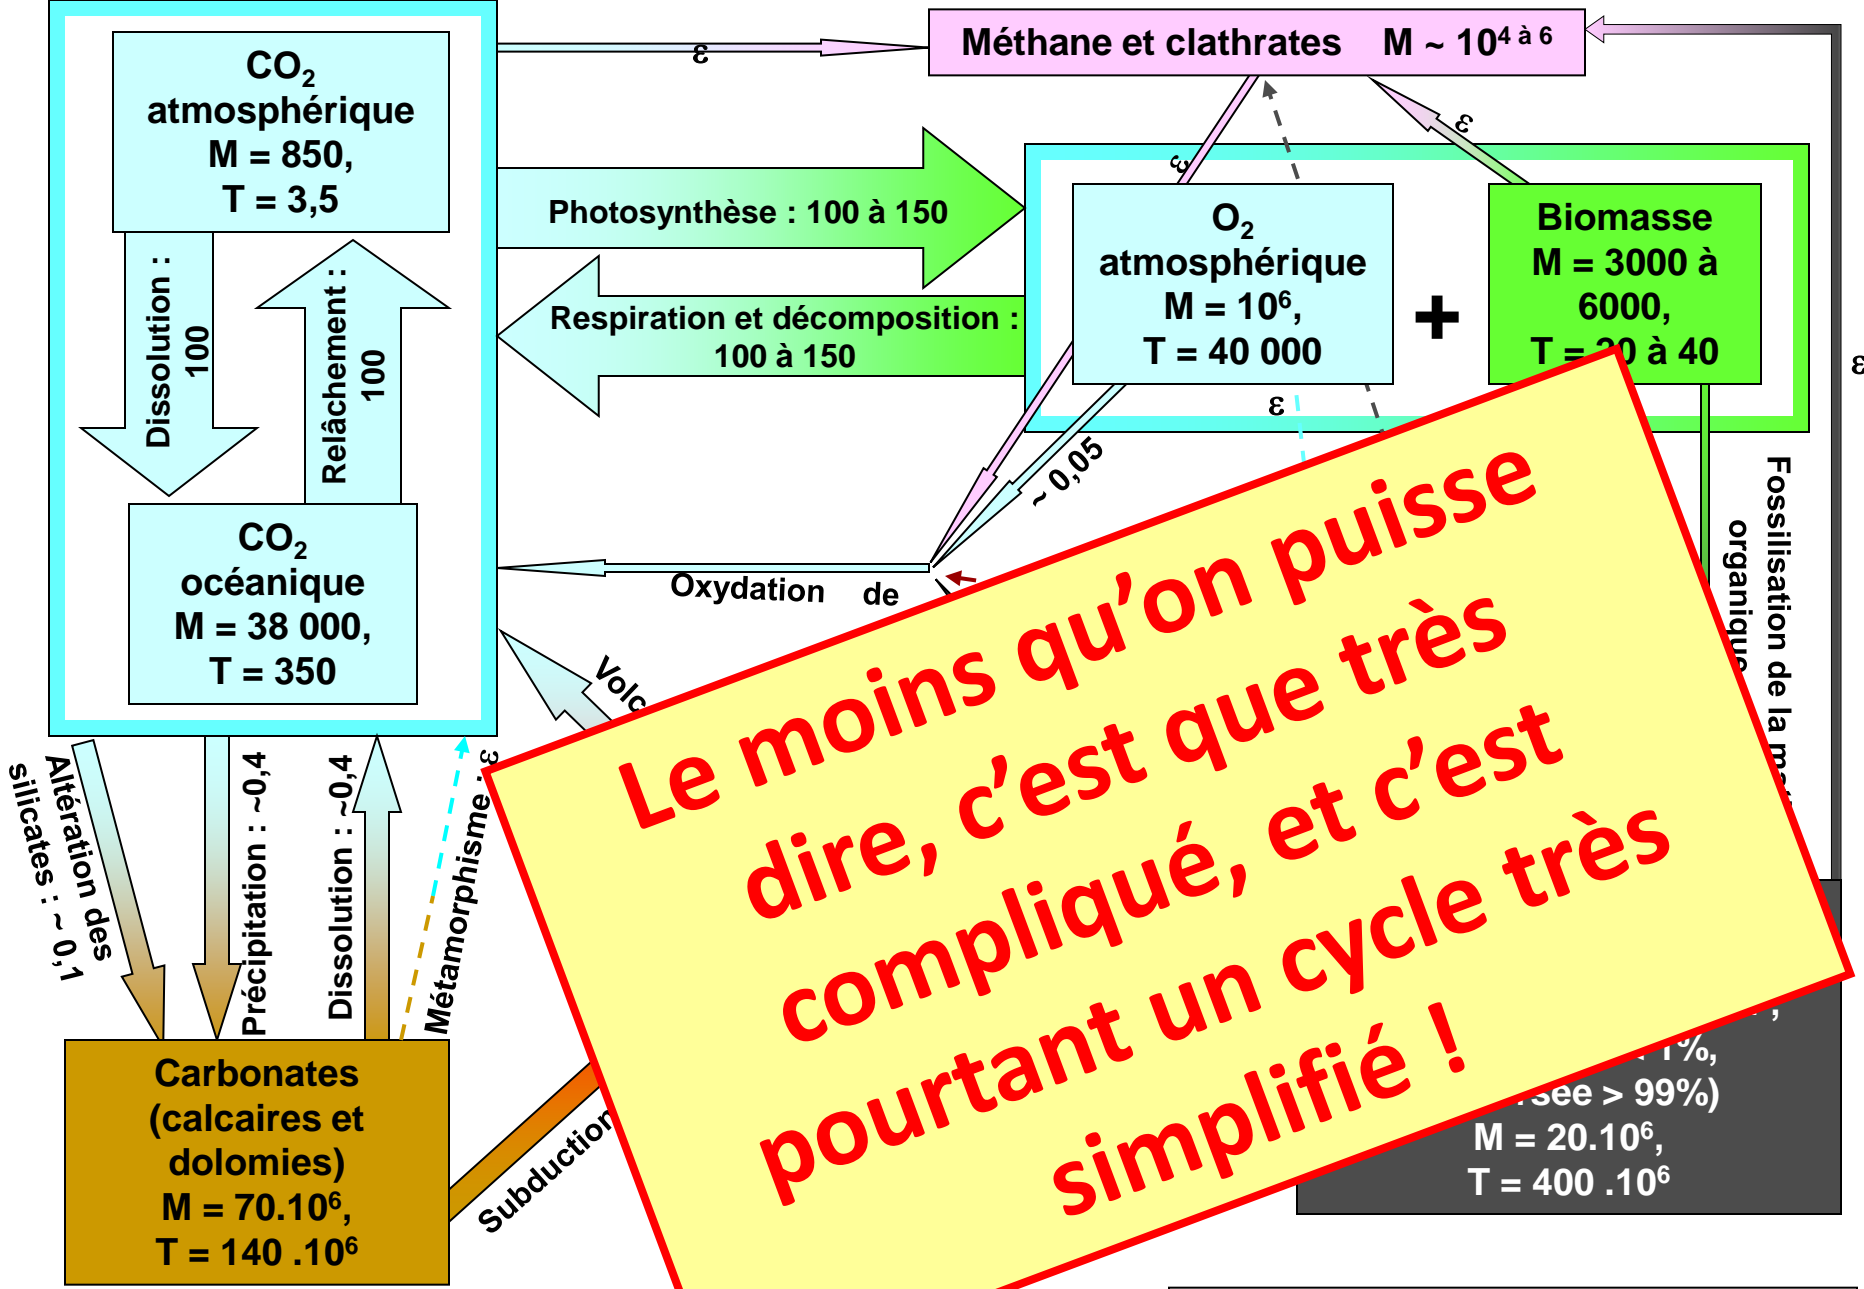 CO₂
atmosphérique
M = 850,
T = 3,5
Dissolution :
100
Relâchement :
100
CO₂
océanique
M = 38 000,
T = 350
ε
Méthane et clathrates M ~ 10⁴ ᵃ̀ ⁶
Photosynthèse : 100 à 150
Respiration et décomposition :
100 à 150
ε
ε
O₂
atmosphérique
M = 10⁶,
T = 40 000
+
Biomasse
M = 3000 à
6000,
T = 20 à 40
ε
ε
~ 0,05
Oxydation de
Fossilisation de la
organique
Altération des
silicates : ~ 0,1
Précipitation : ~0,4
Dissolution : ~0,4
Métamorphisme : ε
Subduction
Carbonates
(calcaires et
dolomies)
M = 70.10⁶,
T = 140 .10⁶
Le moins qu’on puisse
dire, c’est que très
compliqué, et c’est
pourtant un cycle très
simplifié !
1%,
> 99%)
M = 20.10⁶,
T = 400 .10⁶